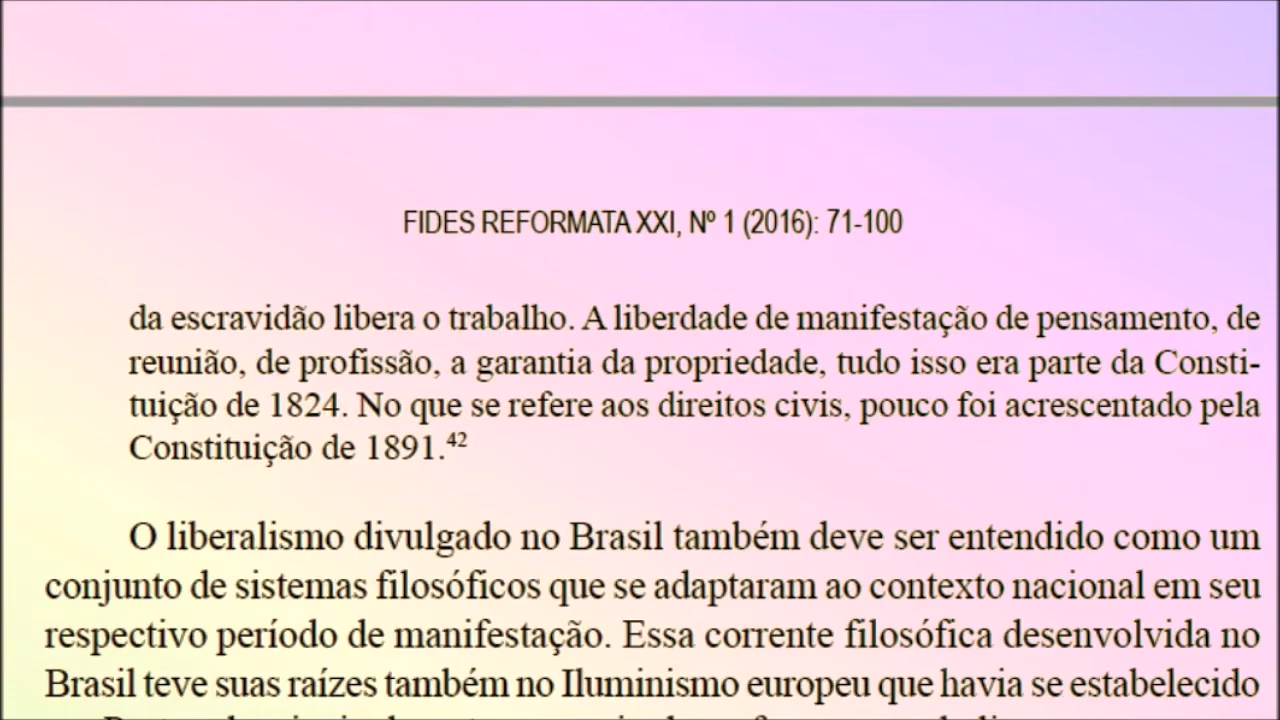 FIDES REFORMATA XXI, Nº 1 (2016): 71-100
da escravidão libera o trabalho. A liberdade de manifestação de pensamento, de
reunião, de profissão, a garantia da propriedade, tudo isso era parte da Consti-
tuição de 1824. No que se refere aos direitos civis, pouco foi acrescentado pela
Constituição de 1891.⁴²
O liberalismo divulgado no Brasil também deve ser entendido como um
conjunto de sistemas filosóficos que se adaptaram ao contexto nacional em seu
respectivo período de manifestação. Essa corrente filosófica desenvolvida no
Brasil teve suas raízes também no Iluminismo europeu que havia se estabelecido